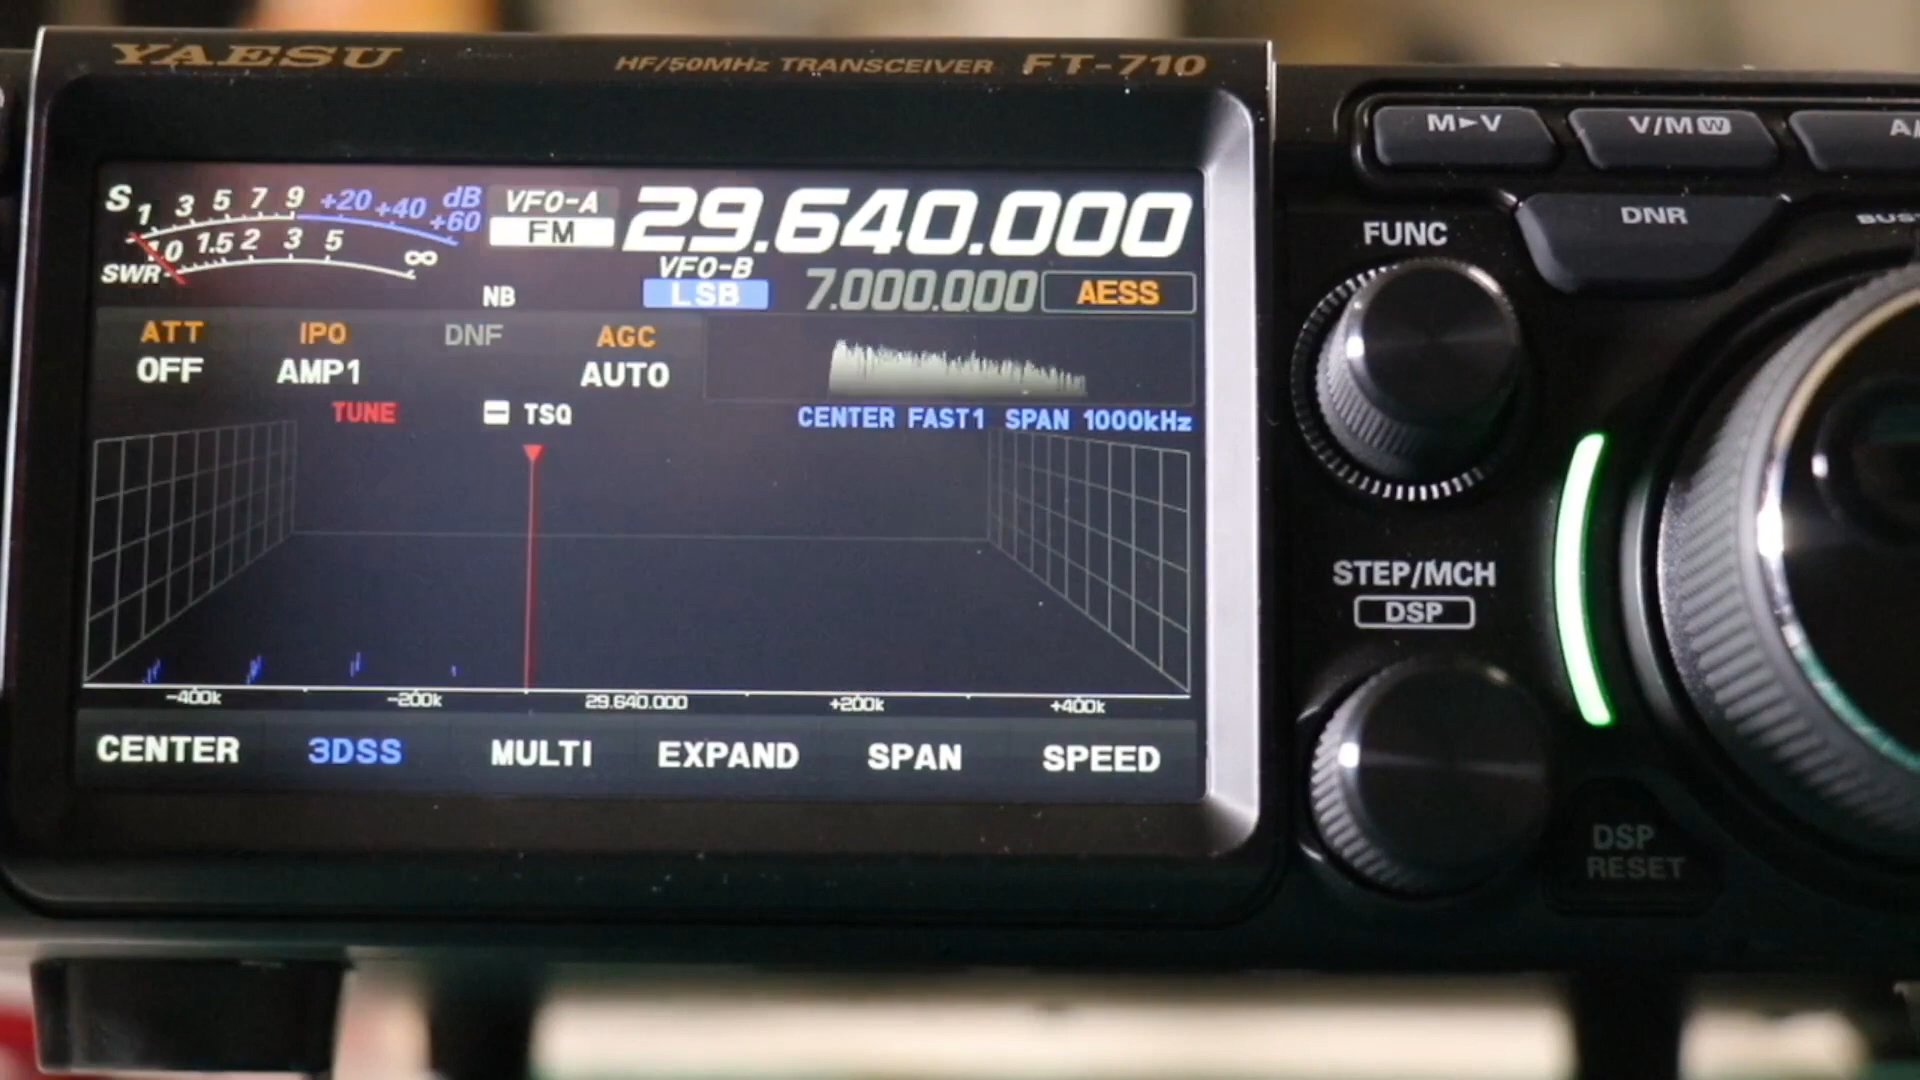 YAESU HF/50MHz TRANSCEIVER FT-710
S 1 3 5 7 9 +20 +40 +60 dB
SWR 1.0 1.5 2 3 5 ∞
VFO-A 29.640.000
FM
VFO-B
LSB 7.000.000 AESS
NB
ATT IPO DNF AGC
OFF AMP1 AUTO
TUNE TSQ CENTER FAST1 SPAN 1000kHz
-400k -200k 29.640.000 +200k +400k
CENTER 3DSS MULTI EXPAND SPAN SPEED
M►V V/M W
DNR
FUNC
STEP/MCH
DSP
DSP
RESET